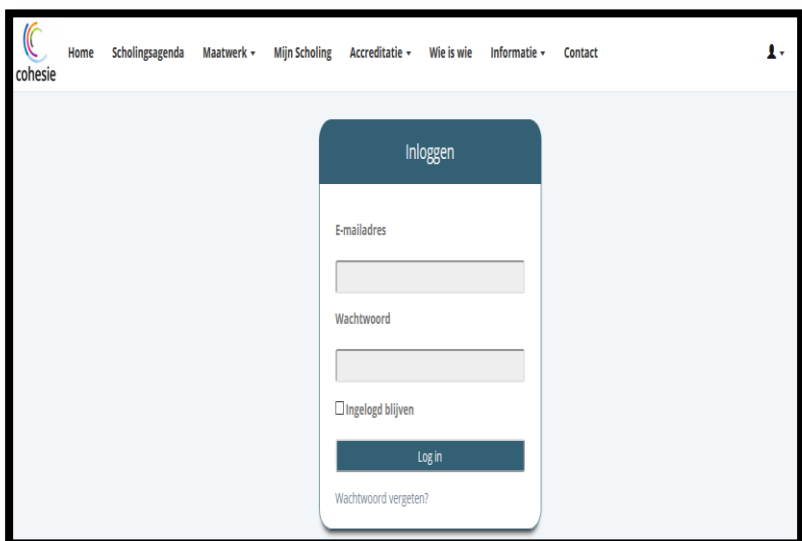 cohesie
Home Scholingsagenda Maatwerk Mijn Scholing Accreditatie Wie is wie Informatie Contact
Inloggen
E-mailadres
Wachtwoord
Ingelogd blijven
Log in
Wachtwoord vergeten?